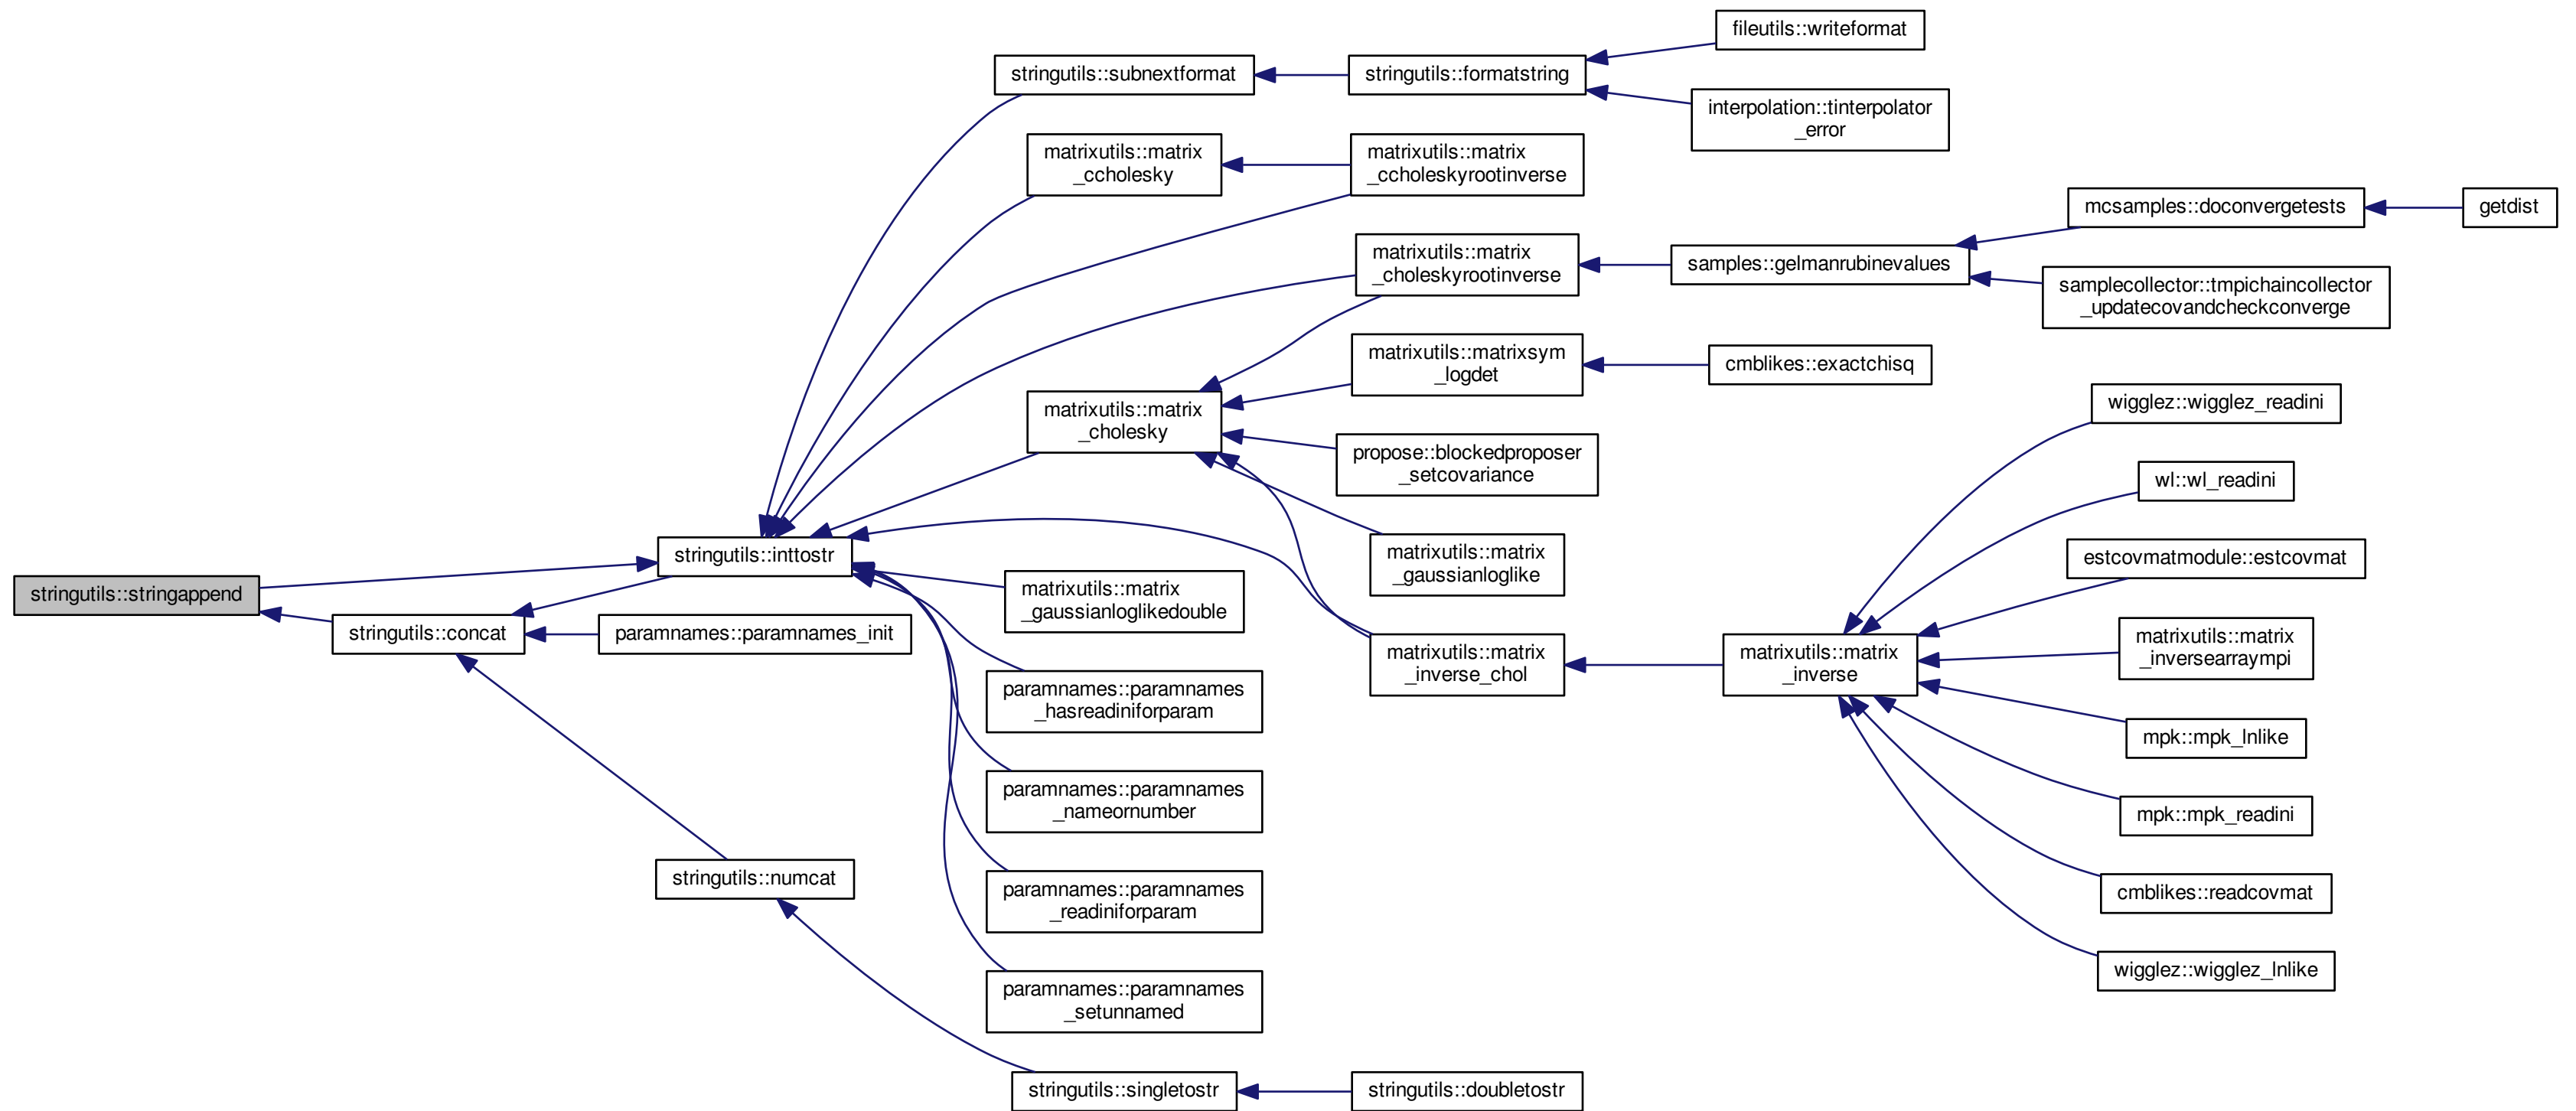 fileutils::writeformat
stringutils::subnextformat
stringutils::formatstring
interpolation::tinterpolator
_error
matrixutils::matrix
_ccholesky
matrixutils::matrix
_ccholeskyrootinverse
mcsamples::doconvergetests
getdist
matrixutils::matrix
_choleskyrootinverse
samples::gelmanrubinevalues
samplecollector::tmpichaincollector
_updatecovandcheckconverge
matrixutils::matrixsym
_logdet
cmblikes::exactchisq
matrixutils::matrix
_cholesky
wigglez::wigglez_readini
propose::blockedproposer
_setcovariance
wl::wl_readini
stringutils::inttostr
matrixutils::matrix
_gaussianloglike
estcovmatmodule::estcovmat
stringutils::stringappend
matrixutils::matrix
_gaussianloglikedouble
stringutils::concat
paramnames::paramnames_init
matrixutils::matrix
_inverse_chol
matrixutils::matrix
_inverse
matrixutils::matrix
_inversearraympi
paramnames::paramnames
_hasreadiniforparam
mpk::mpk_lnlike
paramnames::paramnames
_nameornumber
mpk::mpk_readini
stringutils::numcat
paramnames::paramnames
_readiniforparam
cmblikes::readcovmat
wigglez::wigglez_lnlike
paramnames::paramnames
_setunnamed
stringutils::singletostr
stringutils::doubletostr